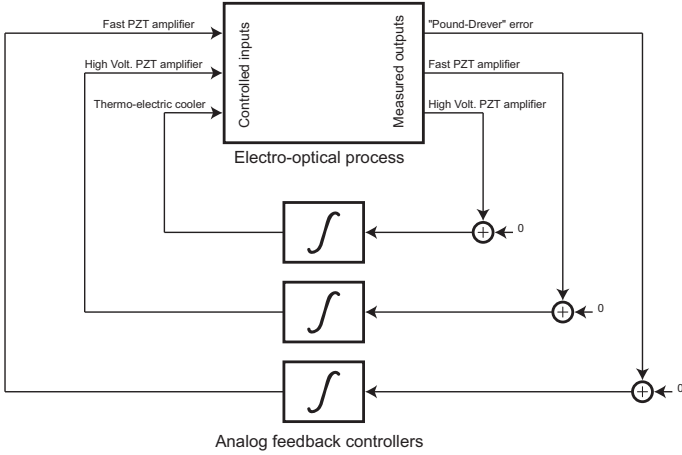 Fast PZT amplifier
"Pound-Drever" error
High Volt. PZT amplifier
Fast PZT amplifier
Thermo-electric cooler
High Volt. PZT amplifier
Controlled inputs
Measured outputs
Electro-optical process
0
0
0
Analog feedback controllers